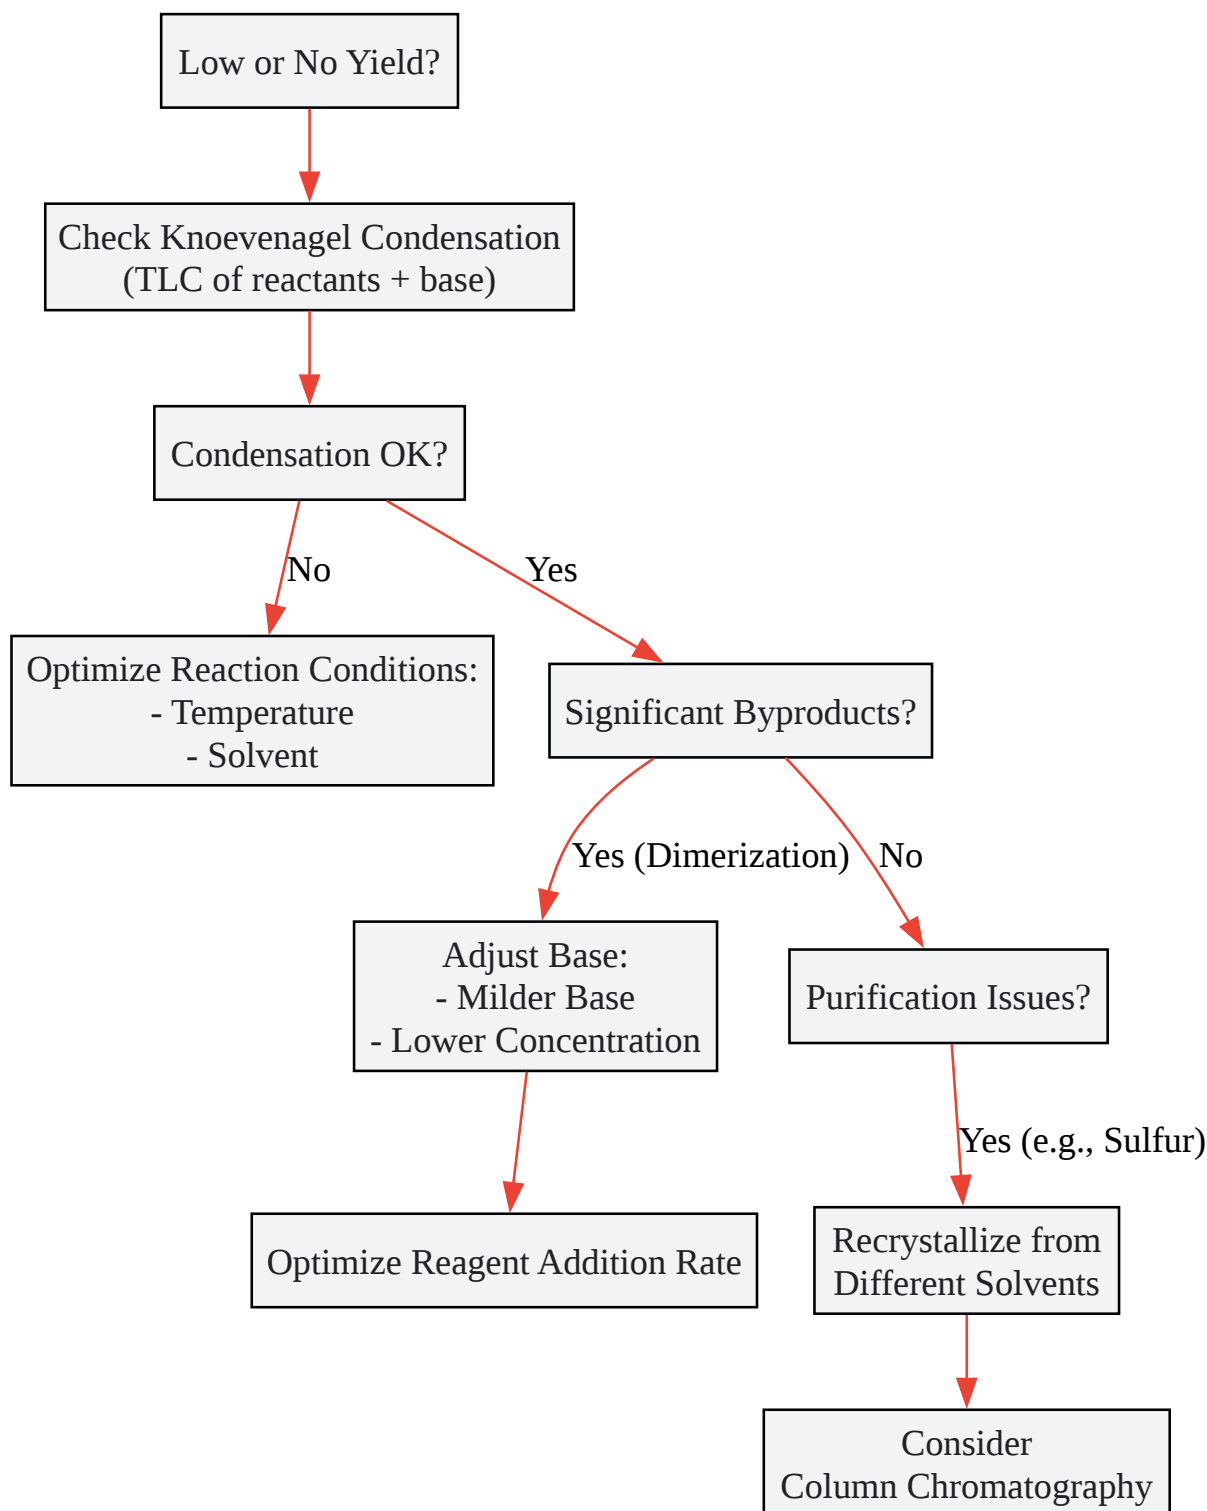 Low or No Yield?
Check Knoevenagel Condensation
(TLC of reactants + base)
Condensation OK?
No
Yes
Optimize Reaction Conditions:
- Temperature
- Solvent
Significant Byproducts?
Yes (Dimerization)
No
Adjust Base:
- Milder Base
- Lower Concentration
Purification Issues?
Yes (e.g., Sulfur)
Optimize Reagent Addition Rate
Recrystallize from
Different Solvents
Consider
Column Chromatography